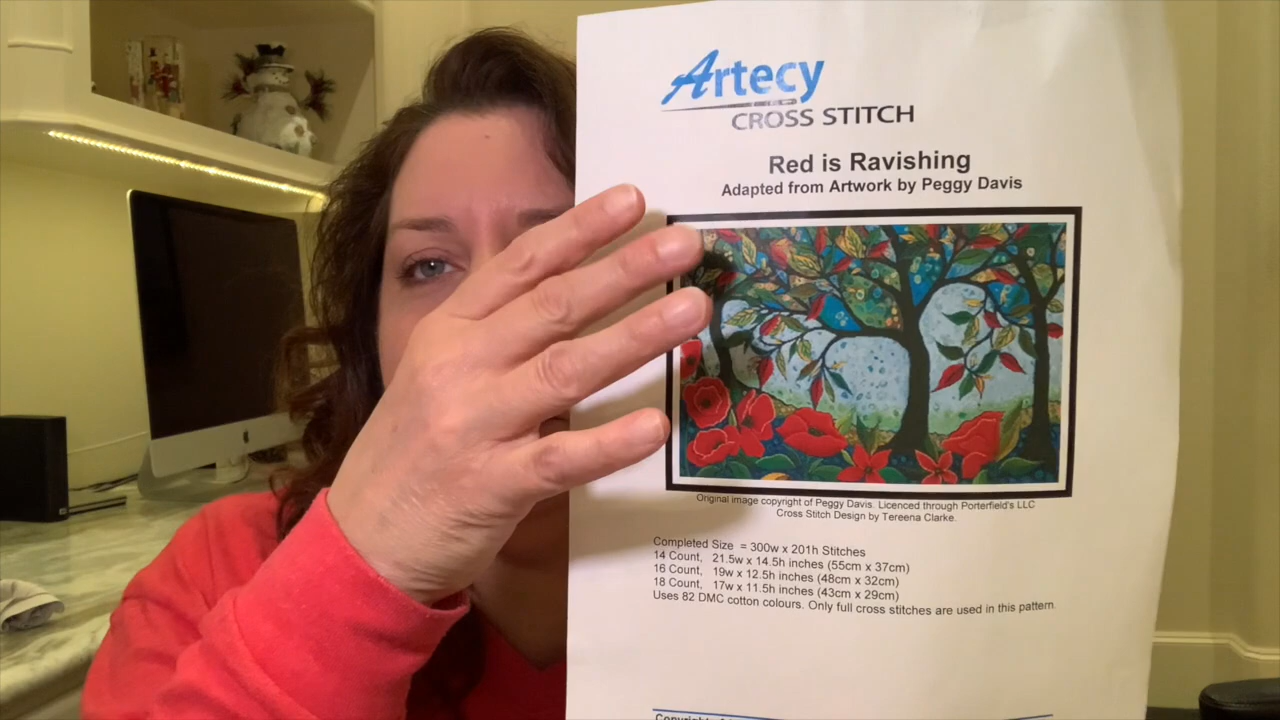 Artecy
CROSS STITCH
Red is Ravishing
Adapted from Artwork by Peggy Davis
Original image copyright of Peggy Davis. Licenced through Porterfield's LLC
Cross Stitch Design by Tereena Clarke.
Completed Size = 300w x 201h Stitches
14 Count, 21.5w x 14.5h inches (55cm x 37cm)
16 Count, 19w x 12.5h inches (48cm x 32cm)
18 Count, 17w x 11.5h inches (43cm x 29cm)
Uses 82 DMC cotton colours. Only full cross stitches are used in this pattern.